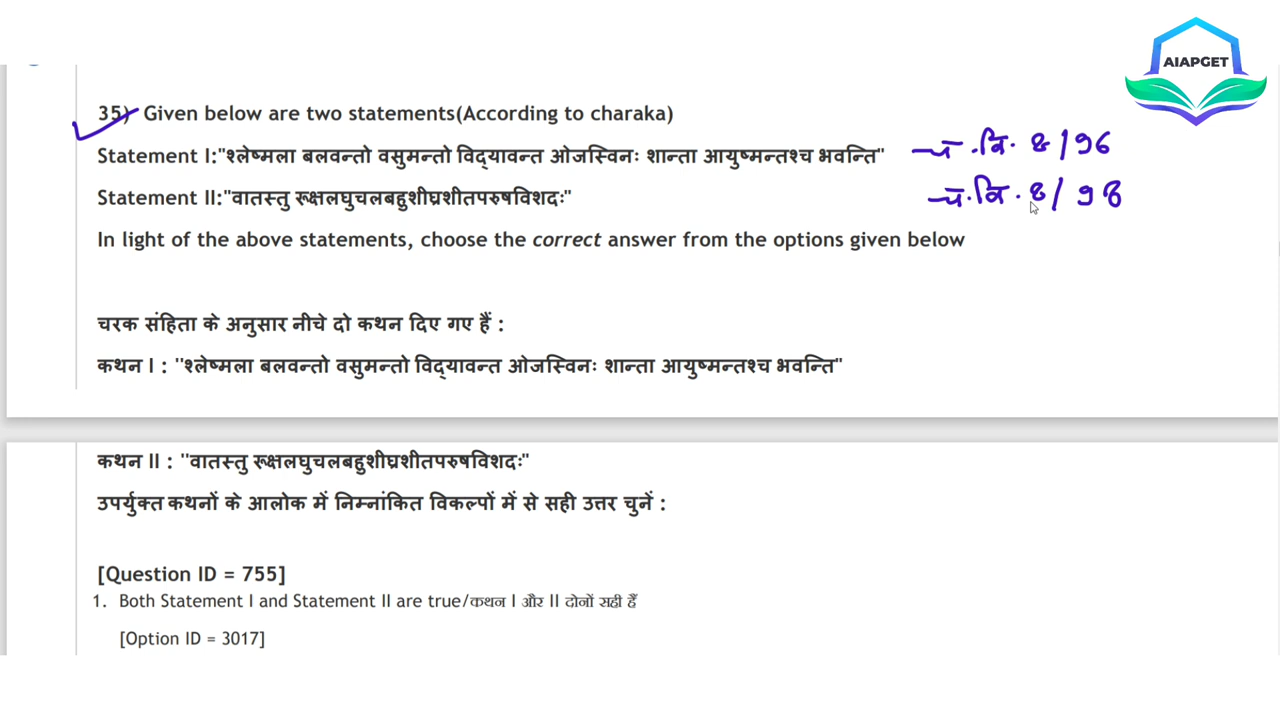 AIAPGET
35) Given below are two statements(According to charaka)
Statement I:"श्लेष्मला बलवन्तो वसुमन्तो विद्यावन्त ओजस्विनः शान्ता आयुष्मन्तश्च भवन्ति" च.वि. 8/96
Statement II:"वातस्तु रूक्षलघुचलबहुशीघ्रशीतपरुषविशदः" च.वि. 8/98
In light of the above statements, choose the correct answer from the options given below
चरक संहिता के अनुसार नीचे दो कथन दिए गए हैं :
कथन I : "श्लेष्मला बलवन्तो वसुमन्तो विद्यावन्त ओजस्विनः शान्ता आयुष्मन्तश्च भवन्ति"
कथन II : "वातस्तु रूक्षलघुचलबहुशीघ्रशीतपरुषविशदः"
उपर्युक्त कथनों के आलोक में निम्नांकित विकल्पों में से सही उत्तर चुनें :
[Question ID = 755]
1. Both Statement I and Statement II are true/कथन I और II दोनों सही हैं
[Option ID = 3017]